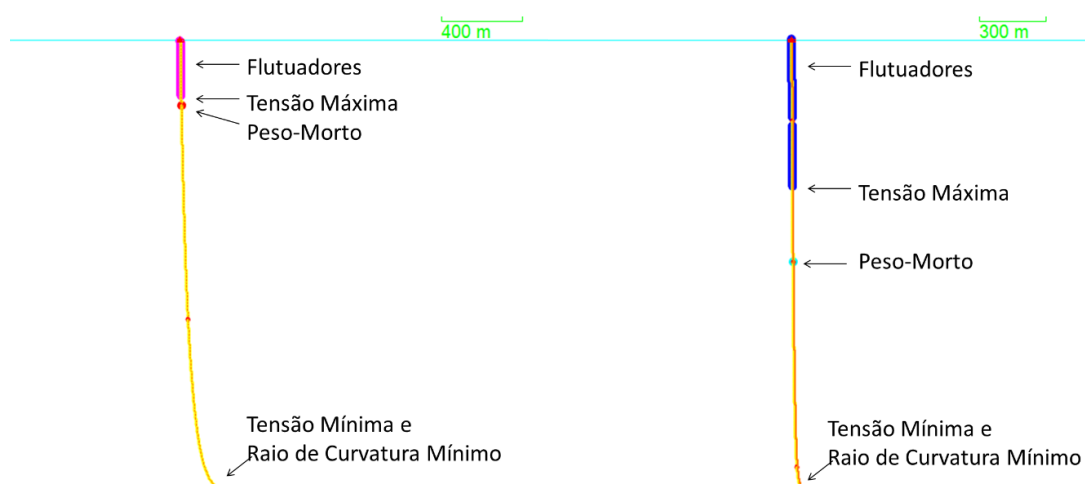 400 m
300 m
Flutuadores
Tensão Máxima
Peso-Morto
Tensão Mínima e
Raio de Curvatura Mínimo
Flutuadores
Tensão Máxima
Peso-Morto
Tensão Mínima e
Raio de Curvatura Mínimo